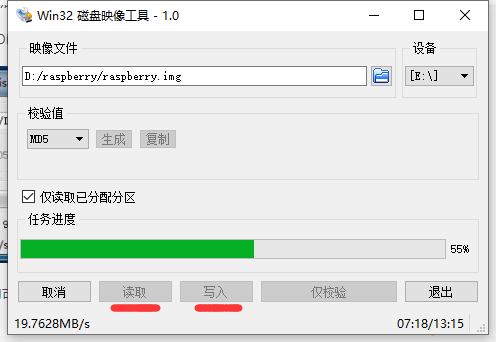 Win32 磁盘映像工具 - 1.0
映像文件
设备
D:/raspberry/raspberry.img
[E:\]
校验值
MD5
生成
复制
仅读取已分配分区
任务进度
55%
取消
读取
写入
仅校验
退出
19.7628MB/s
07:18/13:15